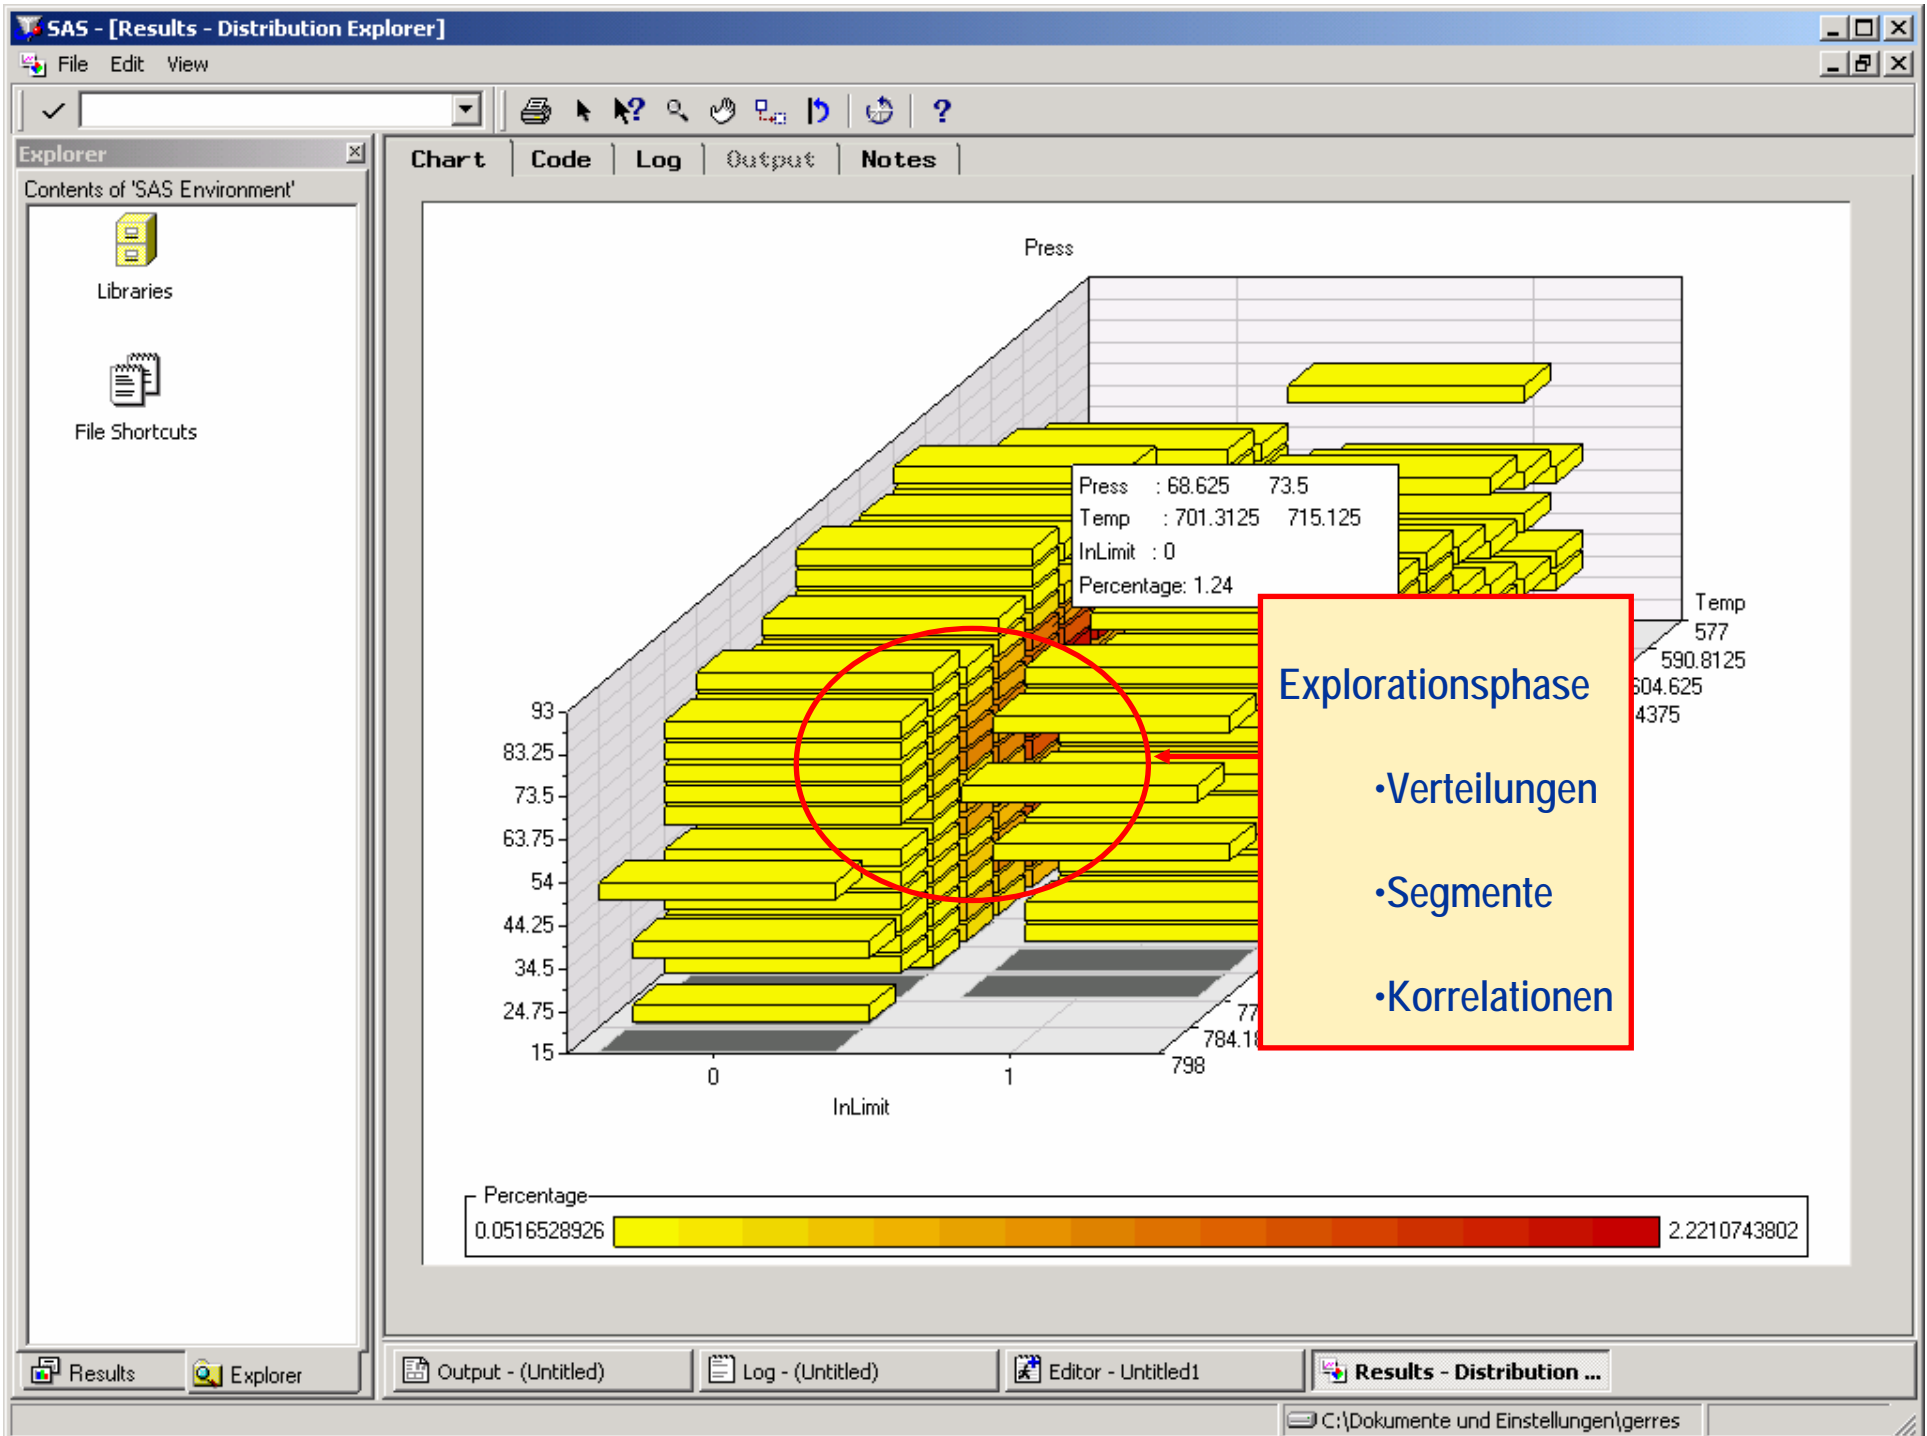 SAS - [Results - Distribution Explorer]
File Edit View
Explorer
Contents of 'SAS Environment'
Libraries
File Shortcuts
Chart Code Log Output Notes
Press
Press : 68.625 73.5
Temp : 701.3125 715.125
InLimit : 0
Percentage: 1.24
Explorationsphase
•Verteilungen
•Segmente
•Korrelationen
Temp
577
590.8125
604.625
4375
77
784.18
798
93
83.25
73.5
63.75
54
44.25
34.5
24.75
15
0 1
InLimit
Percentage
0.0516528926 2.2210743802
Results Explorer
Output - (Untitled) Log - (Untitled) Editor - Untitled1 Results - Distribution ...
C:\Dokumente und Einstellungen\gerres